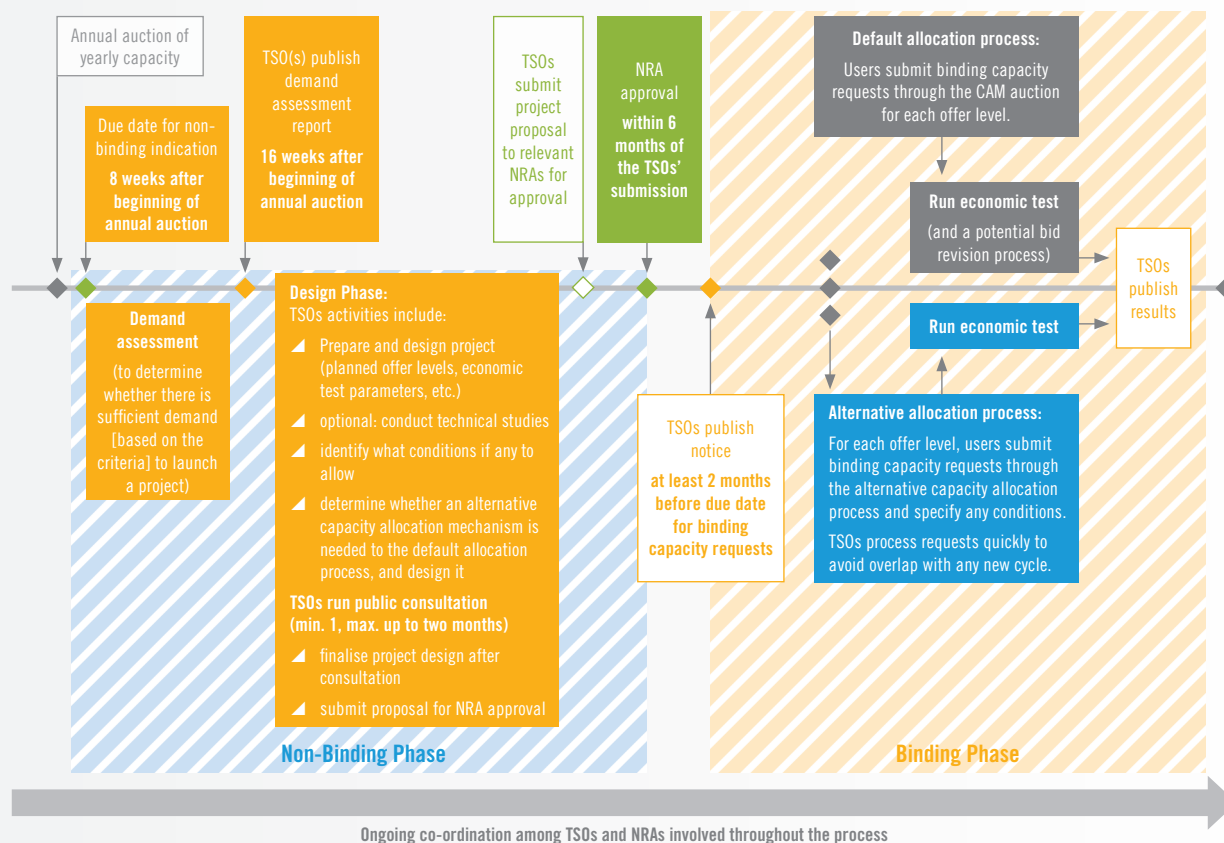 Annual auction of
yearly capacity
Due date for non-
binding indication
8 weeks after
beginning of
annual auction
TSO(s) publish
demand
assessment
report
16 weeks after
beginning of
annual auction
TSOs
submit
project
proposal
to relevant
NRAs for
approval
NRA
approval
within 6
months of
the TSOs'
submission
Default allocation process:
Users submit binding capacity
requests through the CAM auction
for each offer level.
Run economic test
(and a potential bid
revision process)
TSOs
publish
results
Run economic test
Demand
assessment
(to determine
whether there is
sufficient demand
[based on the
criteria] to launch
a project)
Design Phase:
TSOs activities include:
Prepare and design project
(planned offer levels, economic
test parameters, etc.)
optional: conduct technical studies
identify what conditions if any to
allow
determine whether an alternative
capacity allocation mechanism is
needed to the default allocation
process, and design it
TSOs run public consultation
(min. 1, max. up to two months)
finalise project design after
consultation
submit proposal for NRA approval
TSOs publish
notice
at least 2 months
before due date
for binding
capacity requests
Alternative allocation process:
For each offer level, users submit
binding capacity requests through
the alternative capacity allocation
process and specify any conditions.
TSOs process requests quickly to
avoid overlap with any new cycle.
Non-Binding Phase
Binding Phase
Ongoing co-ordination among TSOs and NRAs involved throughout the process